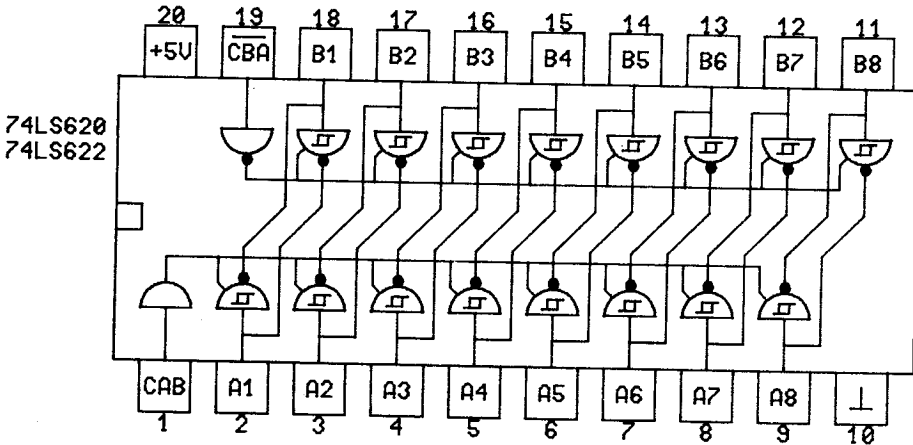 20 19 18 17 16 15 14 13 12 11
+5V CBA B1 B2 B3 B4 B5 B6 B7 B8
74LS620
74LS622
CAB A1 A2 A3 A4 A5 A6 A7 A8 ⊥
1 2 3 4 5 6 7 8 9 10